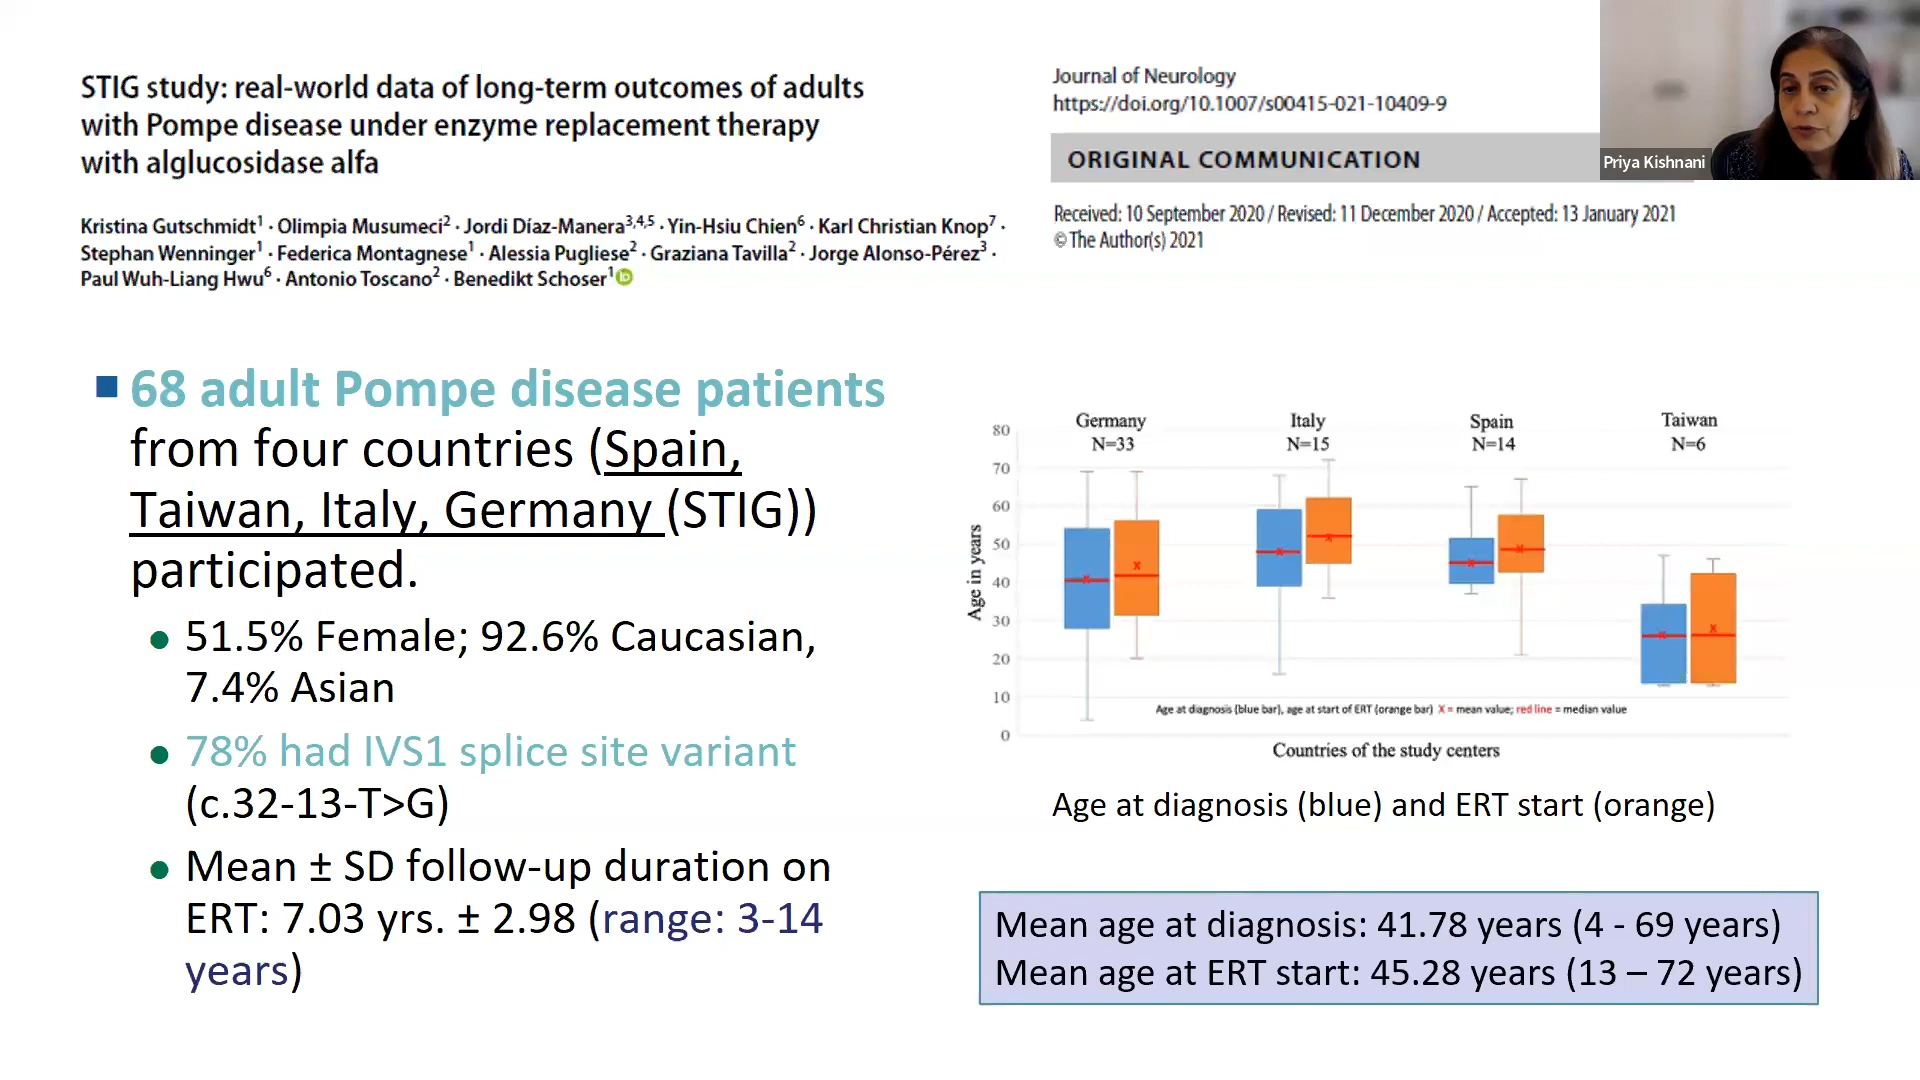 STIG study: real-world data of long-term outcomes of adults
with Pompe disease under enzyme replacement therapy
with alglucosidase alfa
Kristina Gutschmidt1 · Olimpia Musumeci2 · Jordi Díaz-Manera3,4,5 · Yin-Hsiu Chien6 · Karl Christian Knop7 ·
Stephan Wenninger1 · Federica Montagnese1 · Alessia Pugliese2 · Graziana Tavilla2 · Jorge Alonso-Pérez3 ·
Paul Wuh-Liang Hwu6 · Antonio Toscano2 · Benedikt Schoser1
Journal of Neurology
https://doi.org/10.1007/s00415-021-10409-9
ORIGINAL COMMUNICATION
Received: 10 September 2020 / Revised: 11 December 2020 / Accepted: 13 January 2021
© The Author(s) 2021
Priya Kishnani
68 adult Pompe disease patients
from four countries (Spain,
Taiwan, Italy, Germany (STIG))
participated.
51.5% Female; 92.6% Caucasian,
7.4% Asian
78% had IVS1 splice site variant
(c.32-13-T>G)
Mean ± SD follow-up duration on
ERT: 7.03 yrs. ± 2.98 (range: 3-14
years)
Germany Italy Spain Taiwan
N=33 N=15 N=14 N=6
80
70
60
50
40
30
20
10
0
Age in years
Age at diagnosis (blue bar), age at start of ERT (orange bar) X = mean value; red line = median value
Countries of the study centers
Age at diagnosis (blue) and ERT start (orange)
Mean age at diagnosis: 41.78 years (4 - 69 years)
Mean age at ERT start: 45.28 years (13 – 72 years)